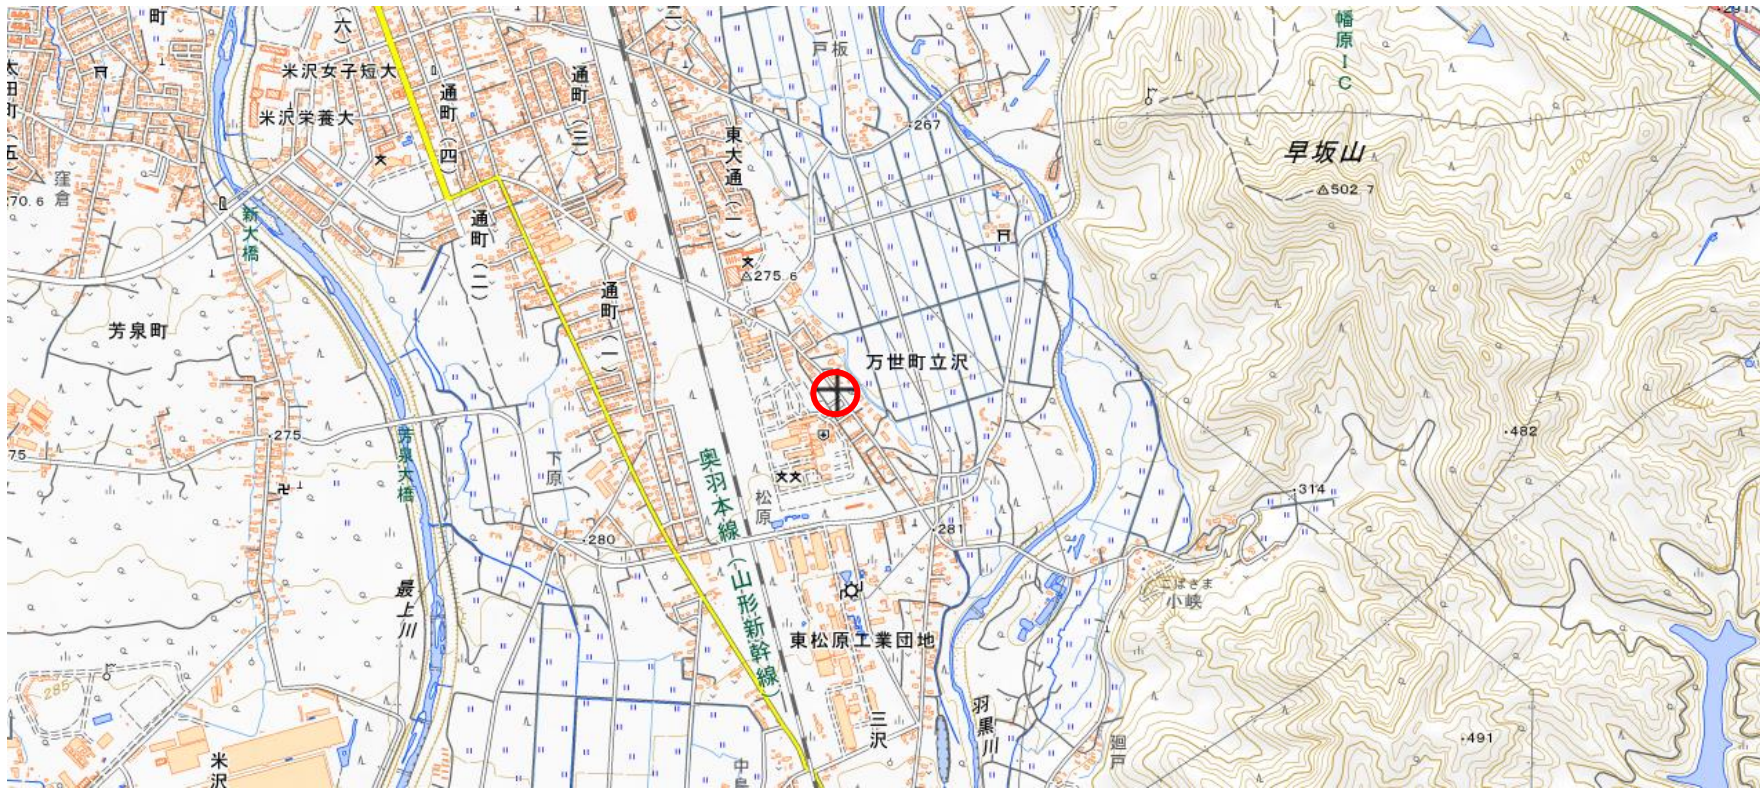 町
(六)
(三)
幡原IC
太田町(五)
米沢女子短大
米沢栄養大
通町(四)
通町(三)
戸板
267
東大通(一)
早坂山
400
502.7
窪倉
270.6
新大橋
通町(二)
275.6
通町(一)
芳泉町
万世町立沢
275
75
芳泉大橋
下原
奥羽本線(山形新幹線)
松原
482
314
280
281
最上川
こばさま
小峡
東松原工業団地
285
米沢
三沢
羽黒川
廻戸
491
中島